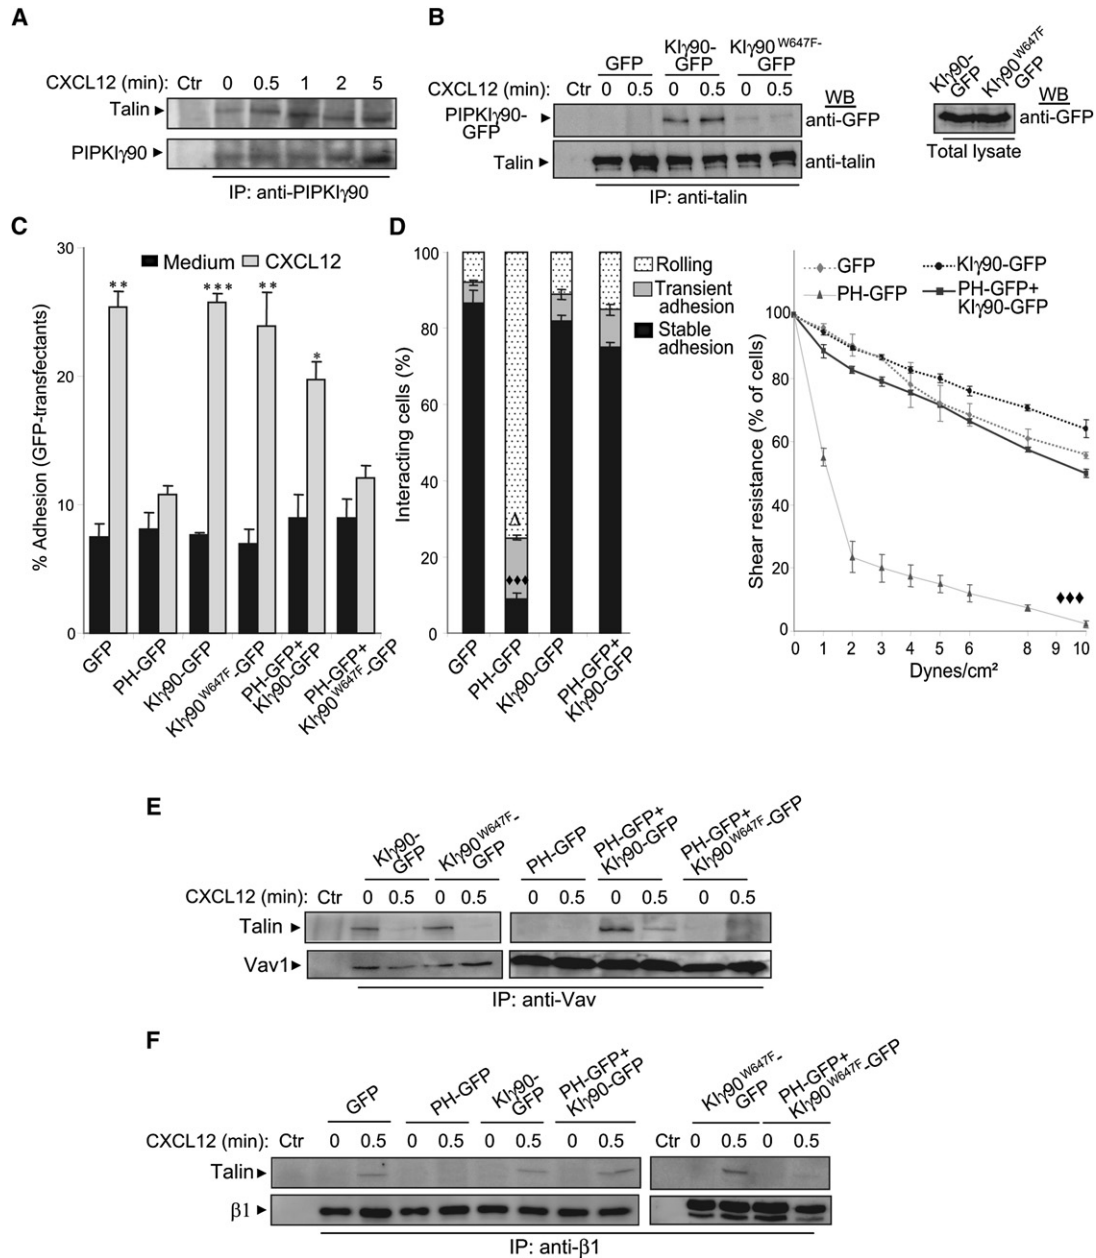 A
CXCL12 (min): Ctr 0 0.5 1 2 5
Talin ►
PIPKIγ90 ►
IP: anti-PIPKIγ90
B
GFP KIγ90-GFP KIγ90W647F-GFP
CXCL12 (min): Ctr 0 0.5 0 0.5 0 0.5
PIPKIγ90-GFP ►
WB
anti-GFP
Talin ►
anti-talin
IP: anti-talin
KIγ90-GFP KIγ90W647F GFP
WB
anti-GFP
Total lysate
C
% Adhesion (GFP-transfectants)
30
20
10
0
Medium CXCL12
** *** ** *
GFP
PH-GFP
KIγ90-GFP
KIγ90W647F-GFP
PH-GFP+
KIγ90-GFP
PH-GFP+
KIγ90W647F-GFP
D
Interacting cells (%)
100
80
60
40
20
0
Δ
♦♦♦
Rolling
Transient
adhesion
Stable
adhesion
GFP
PH-GFP
KIγ90-GFP
PH-GFP+
KIγ90-GFP
GFP
KIγ90-GFP
PH-GFP
PH-GFP+
KIγ90-GFP
Shear resistance (% of cells)
100
80
60
40
20
0
♦♦♦
0 1 2 3 4 5 6 8 9 10
Dynes/cm²
E
KIγ90-GFP KIγ90W647F-GFP PH-GFP PH-GFP+ KIγ90-GFP PH-GFP+ KIγ90W647F-GFP
CXCL12 (min): Ctr 0 0.5 0 0.5 0 0.5 0 0.5 0 0.5
Talin ►
Vav1►
IP: anti-Vav
F
GFP PH-GFP KIγ90-GFP PH-GFP+ KIγ90-GFP KIγ90W647F-GFP PH-GFP+ KIγ90W647F-GFP
CXCL12 (min): Ctr 0 0.5 0 0.5 0 0.5 0 0.5 Ctr 0 0.5 0 0.5
Talin►
β1 ►
IP: anti-β1